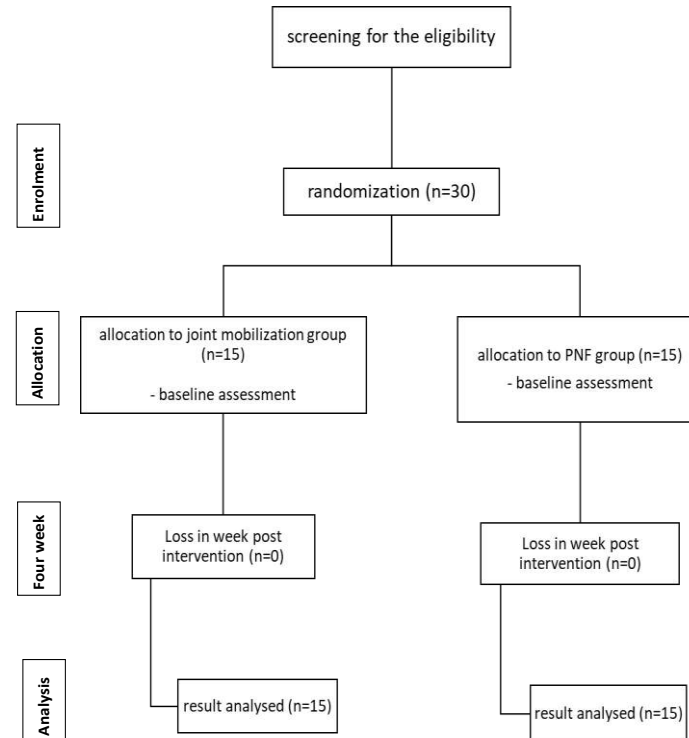 screening for the eligibility
Enrolment
randomization (n=30)
Allocation
allocation to joint mobilization group
(n=15)
- baseline assessment
allocation to PNF group (n=15)
- baseline assessment
Four week
Loss in week post
intervention (n=0)
Loss in week post
intervention (n=0)
Analysis
result analysed (n=15)
result analysed (n=15)